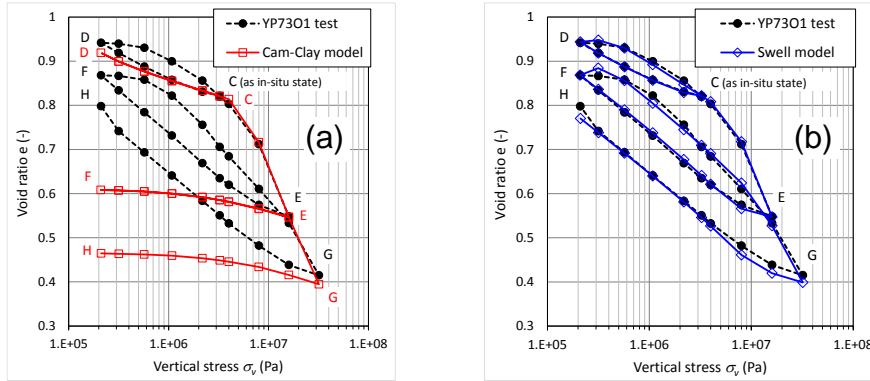 YP73O1 test
Cam-Clay model
C (as in-situ state)
(a)
D
D
F
H
C
F
E
E
H
G
G
Void ratio e (-)
1
0.9
0.8
0.7
0.6
0.5
0.4
0.3
1.E+05
1.E+06
1.E+07
1.E+08
Vertical stress σv (Pa)
YP73O1 test
Swell model
C (as in-situ state)
(b)
D
F
H
E
G
Void ratio e (-)
1
0.9
0.8
0.7
0.6
0.5
0.4
0.3
1.E+05
1.E+06
1.E+07
1.E+08
Vertical stress σv (Pa)